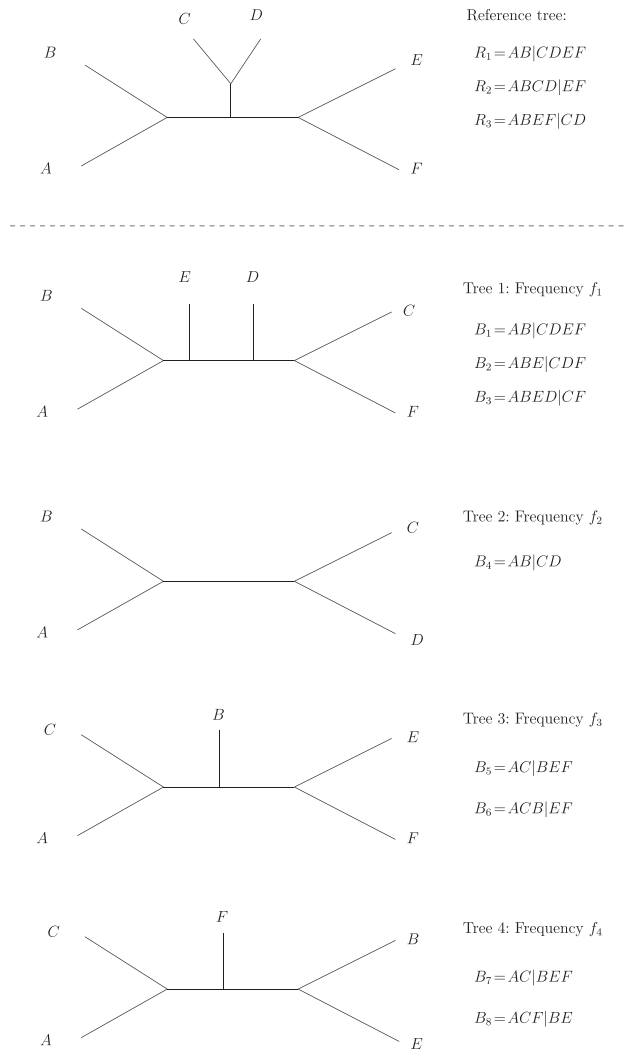 C D
B
A
E
F
Reference tree:
R₁=AB|CDEF
R₂=ABCD|EF
R₃=ABEF|CD
E D
B
A
C
F
Tree 1: Frequency f₁
B₁=AB|CDEF
B₂=ABE|CDF
B₃=ABED|CF
B
A
C
D
Tree 2: Frequency f₂
B₄=AB|CD
B
C
A
E
F
Tree 3: Frequency f₃
B₅=AC|BEF
B₆=ACB|EF
F
C
A
B
E
Tree 4: Frequency f₄
B₇=AC|BEF
B₈=ACF|BE